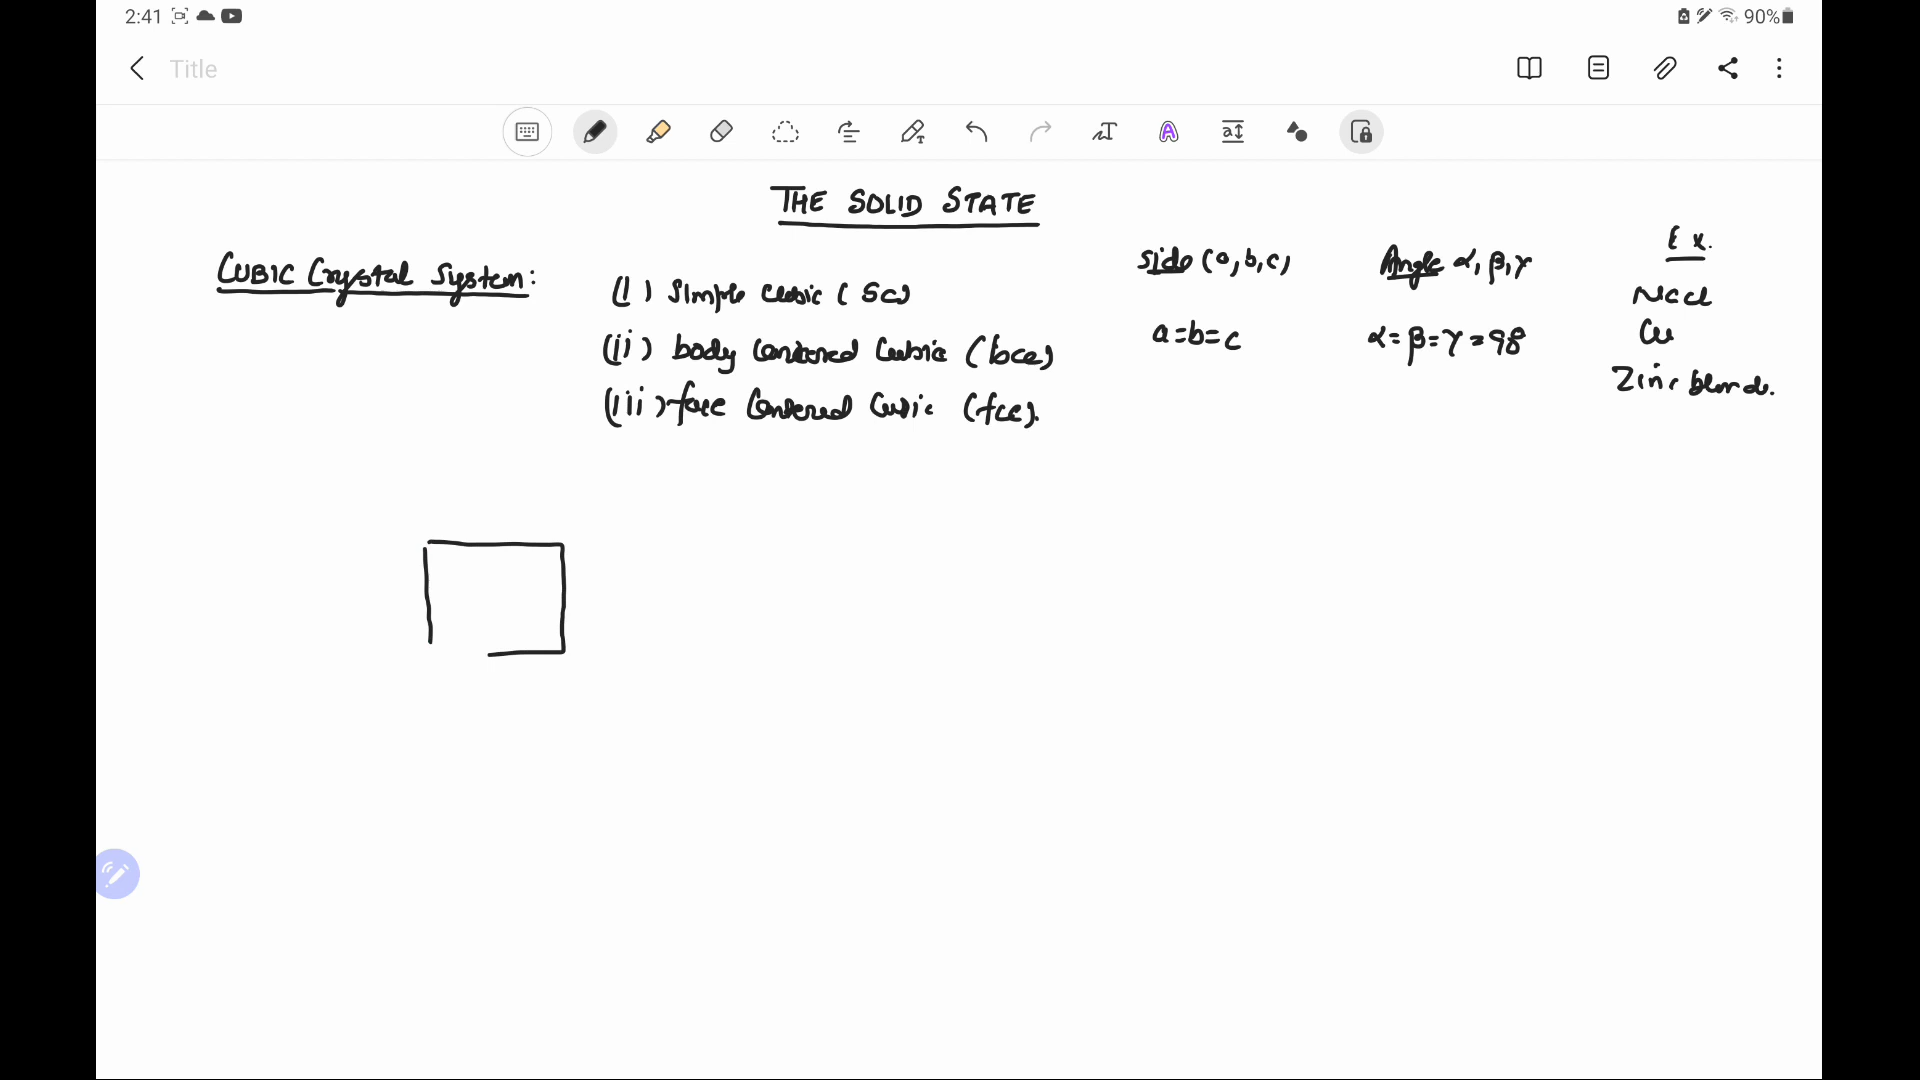 2:41 90%
Title
THE SOLID STATE
CUBIC Crystal System:
(i) Simple cubic (Sc)
(ii) body Centered Cubic (bcc)
(iii) face Centered Cubic (fcc).
Side (a, b, c)
a=b=c
Angle α, β, γ
α=β=γ=90°
Ex.
Nacl
Cu
Zinc blende.